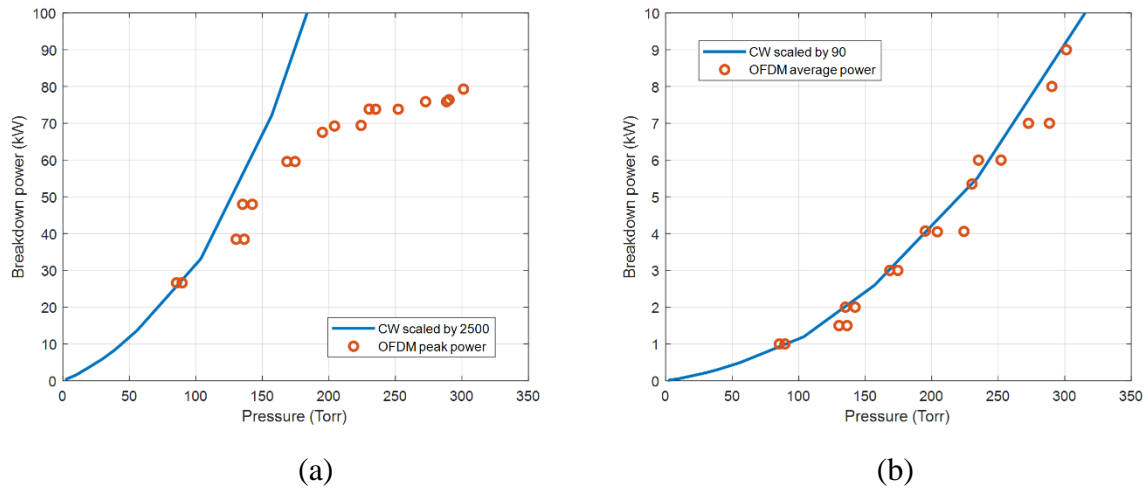 100
90
80
70
60
50
40
30
20
10
0
Breakdown power (kW)
CW scaled by 2500
OFDM peak power
0 50 100 150 200 250 300 350
Pressure (Torr)
(a)
10
9
8
7
6
5
4
3
2
1
0
Breakdown power (kW)
CW scaled by 90
OFDM average power
0 50 100 150 200 250 300 350
Pressure (Torr)
(b)